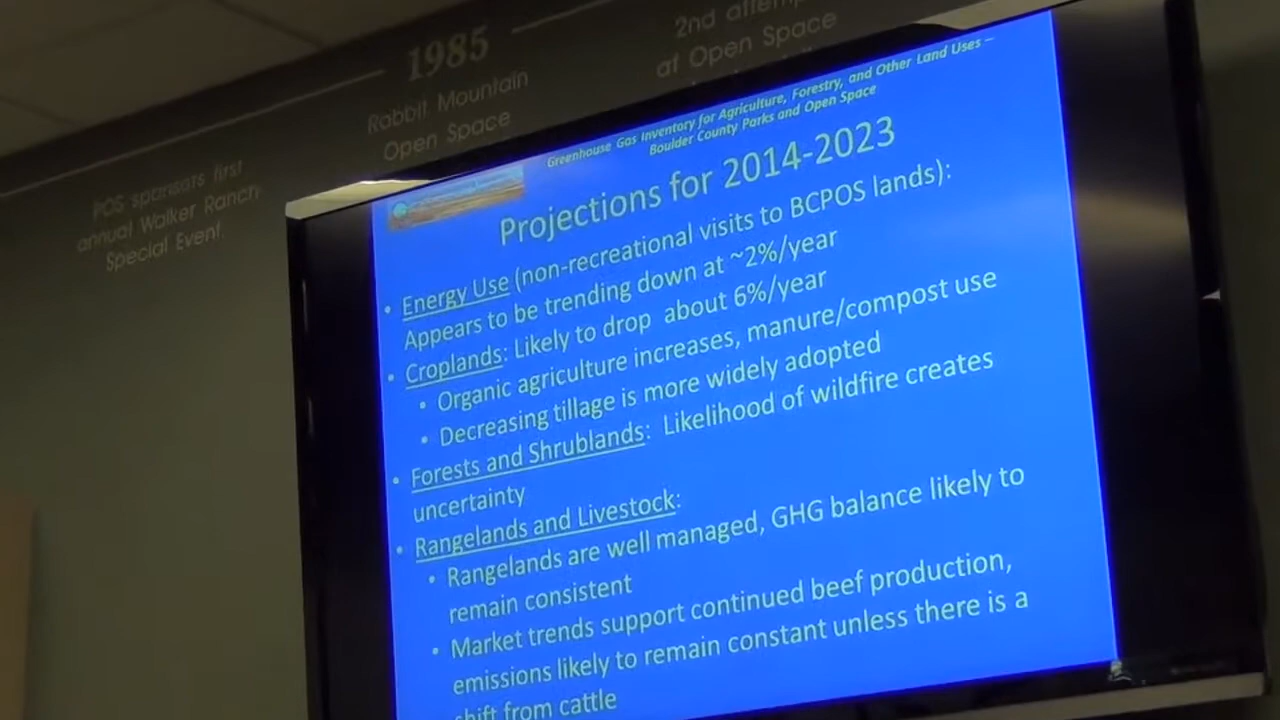 1985
Rabbit Mountain
Open Space
2nd attempt
at Open Space
POS sponsors first
annual Walker Ranch
Special Event.
Greenhouse Gas Inventory for Agriculture, Forestry, and Other Land Uses –
Boulder County Parks and Open Space
Projections for 2014-2023
• Energy Use (non-recreational visits to BCPOS lands):
Appears to be trending down at ~2%/year
• Croplands: Likely to drop about 6%/year
• Organic agriculture increases, manure/compost use
• Decreasing tillage is more widely adopted
• Forests and Shrublands: Likelihood of wildfire creates
uncertainty
• Rangelands and Livestock:
• Rangelands are well managed, GHG balance likely to
remain consistent
• Market trends support continued beef production,
emissions likely to remain constant unless there is a
shift from cattle